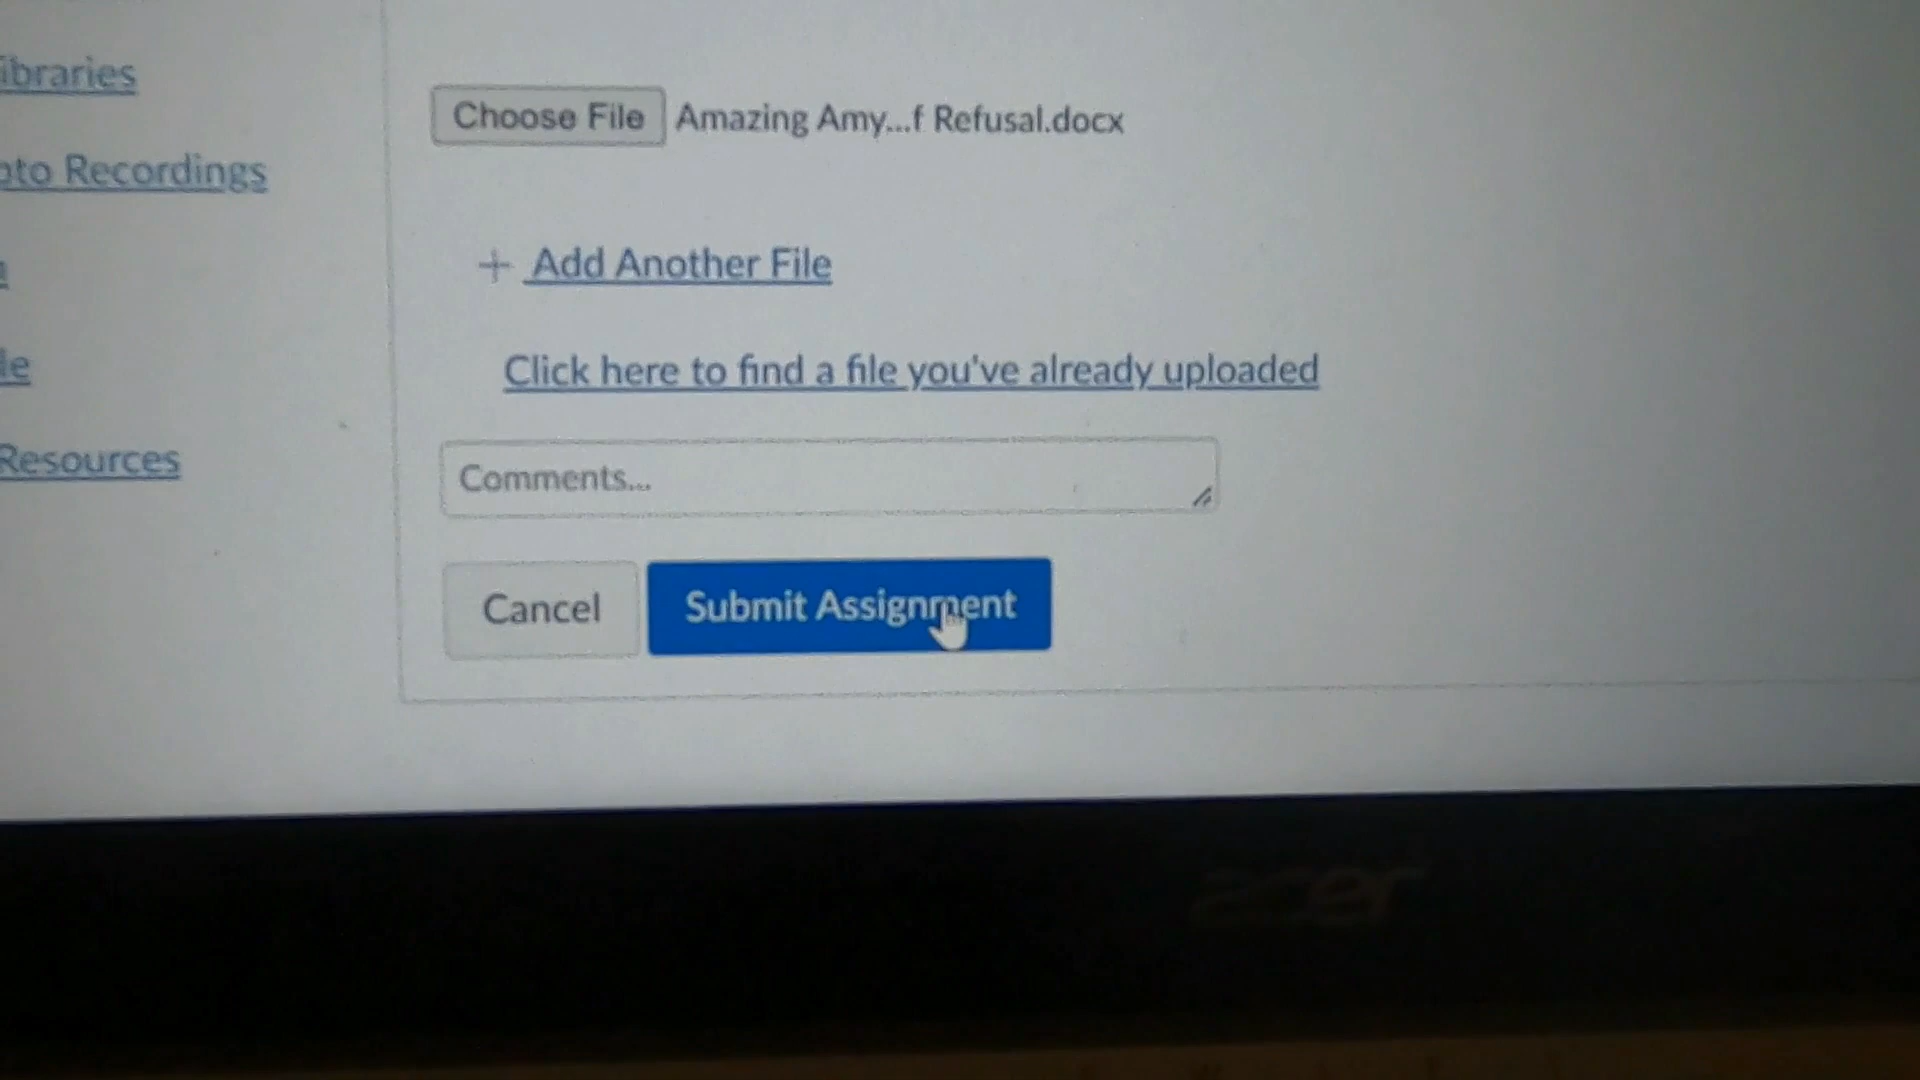 ibraries
Choose File Amazing Amy...f Refusal.docx
oto Recordings
+ Add Another File
le
Click here to find a file you've already uploaded
Resources
Comments...
Cancel
Submit Assignment
acer